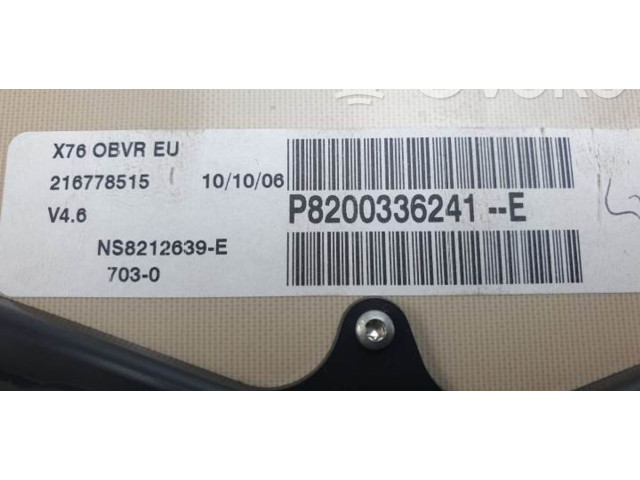 X76 OBVR EU
216778515 10/10/06
V4.6
P8200336241 --E
NS8212639-E
703-0